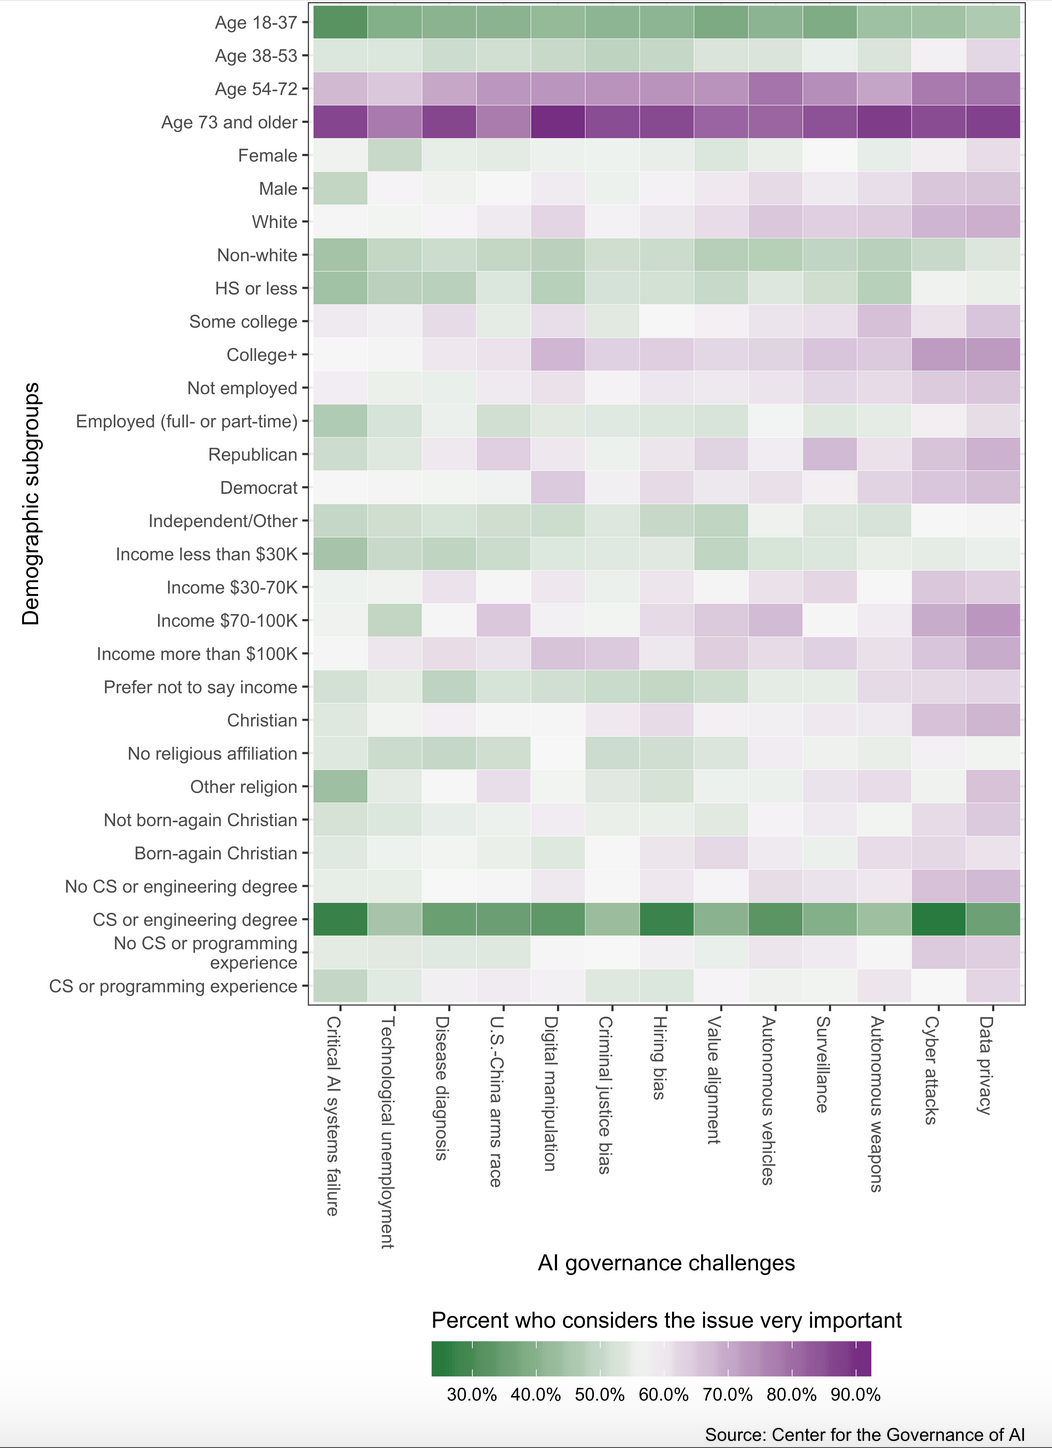 Age 18-37
Age 38-53
Age 54-72
Age 73 and older
Female
Male
White
Non-white
HS or less
Some college
College+
Not employed
Employed (full- or part-time)
Republican
Democrat
Independent/Other
Income less than $30K
Income $30-70K
Income $70-100K
Income more than $100K
Prefer not to say income
Christian
No religious affiliation
Other religion
Not born-again Christian
Born-again Christian
No CS or engineering degree
CS or engineering degree
No CS or programming
experience
CS or programming experience
Demographic subgroups
Critical AI systems failure
Technological unemployment
Disease diagnosis
U.S.-China arms race
Digital manipulation
Criminal justice bias
Hiring bias
Value alignment
Autonomous vehicles
Surveillance
Autonomous weapons
Cyber attacks
Data privacy
AI governance challenges
Percent who considers the issue very important
30.0% 40.0% 50.0% 60.0% 70.0% 80.0% 90.0%
Source: Center for the Governance of AI